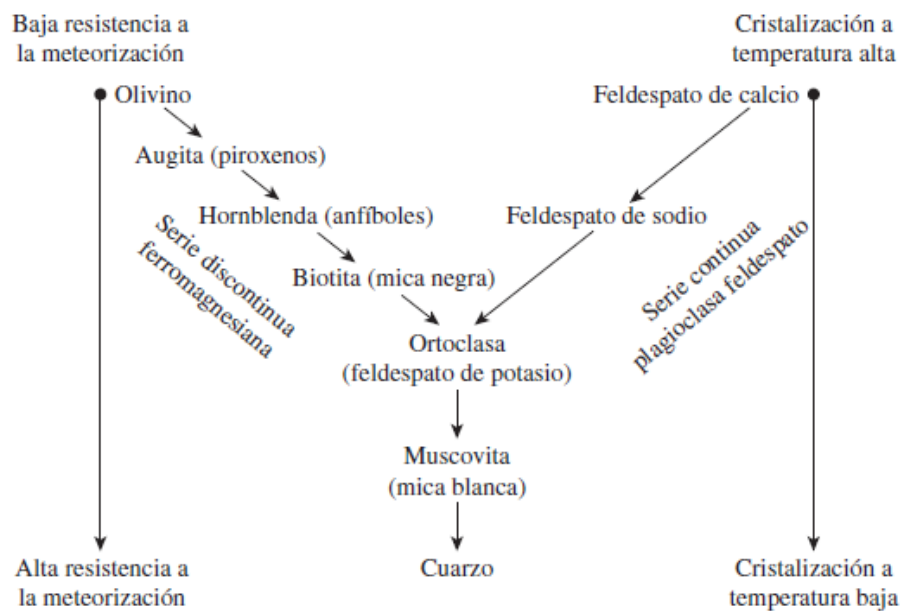 Baja resistencia a
la meteorización
Cristalización a
temperatura alta
Olivino
Feldespato de calcio
Augita (piroxenos)
Hornblenda (anfíboles)
Feldespato de sodio
Serie discontinua
ferromagnesiana
Serie continua
plagioclasa feldespato
Biotita (mica negra)
Ortoclasa
(feldespato de potasio)
Muscovita
(mica blanca)
Alta resistencia a
la meteorización
Cuarzo
Cristalización a
temperatura baja